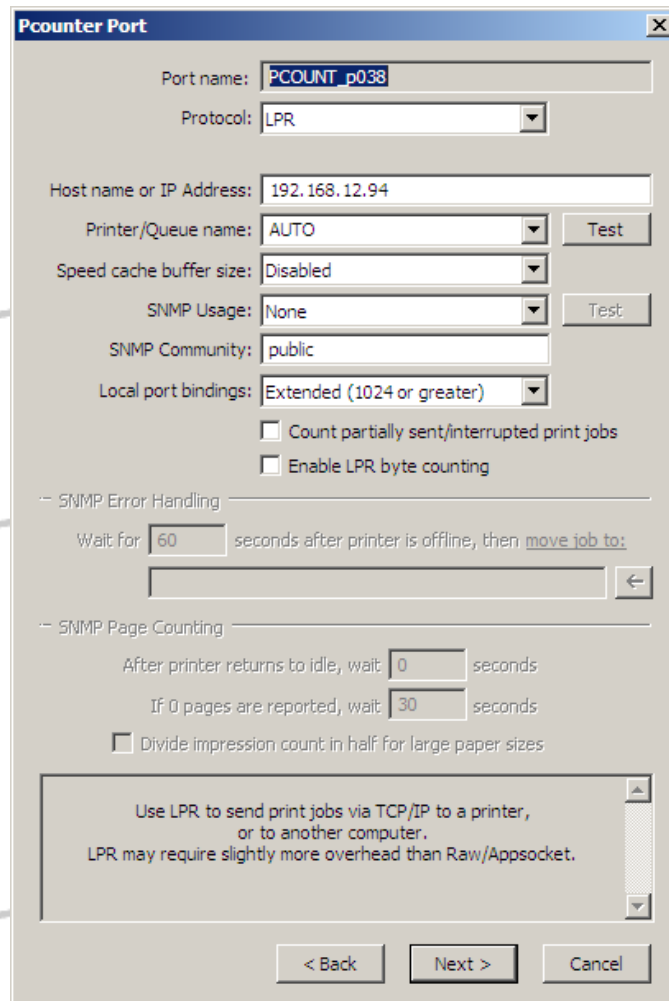 Pcounter Port
Port name: PCOUNT_p038
Protocol: LPR
Host name or IP Address: 192.168.12.94
Printer/Queue name: AUTO Test
Speed cache buffer size: Disabled
SNMP Usage: None Test
SNMP Community: public
Local port bindings: Extended (1024 or greater)
Count partially sent/interrupted print jobs
Enable LPR byte counting
SNMP Error Handling
Wait for 60 seconds after printer is offline, then move job to:
SNMP Page Counting
After printer returns to idle, wait 0 seconds
If 0 pages are reported, wait 30 seconds
Divide impression count in half for large paper sizes
Use LPR to send print jobs via TCP/IP to a printer,
or to another computer.
LPR may require slightly more overhead than Raw/Appsocket.
< Back Next > Cancel